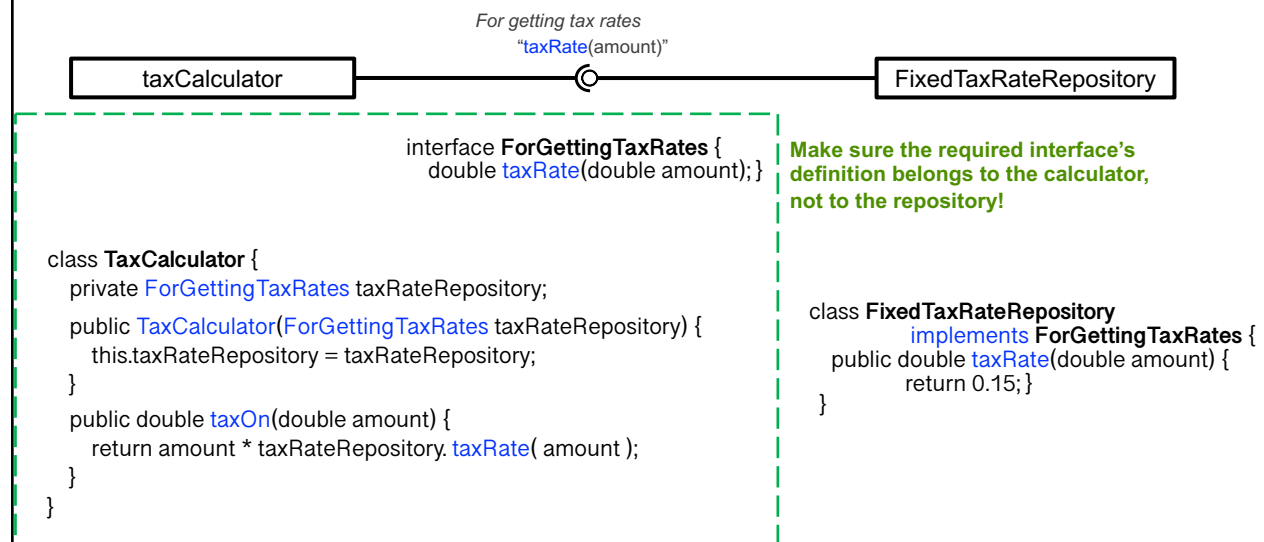 For getting tax rates
“taxRate(amount)”
taxCalculator
FixedTaxRateRepository
interface ForGettingTaxRates {
double taxRate(double amount); }
Make sure the required interface’s
definition belongs to the calculator,
not to the repository!
class TaxCalculator {
private ForGettingTaxRates taxRateRepository;
public TaxCalculator(ForGettingTaxRates taxRateRepository) {
this.taxRateRepository = taxRateRepository;
}
public double taxOn(double amount) {
return amount * taxRateRepository. taxRate( amount );
}
}
class FixedTaxRateRepository
implements ForGettingTaxRates {
public double taxRate(double amount) {
return 0.15; }
}